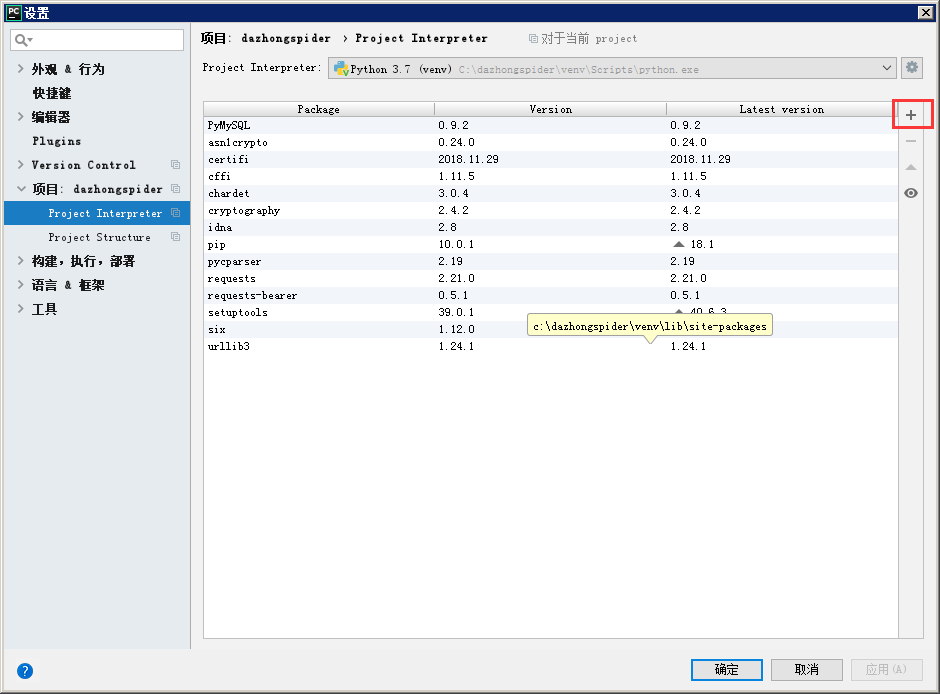 PC 设置
项目: dazhongspider › Project Interpreter 对于当前 project
外观 & 行为
快捷键
编辑器
Plugins
Version Control
项目: dazhongspider
Project Interpreter
Project Structure
构建，执行，部署
语言 & 框架
工具
Project Interpreter: Python 3.7 (venv) C:\dazhongspider\venv\Scripts\python.exe
Package Version Latest version
PyMySQL 0.9.2 0.9.2
asn1crypto 0.24.0 0.24.0
certifi 2018.11.29 2018.11.29
cffi 1.11.5 1.11.5
chardet 3.0.4 3.0.4
cryptography 2.4.2 2.4.2
idna 2.8 2.8
pip 10.0.1 18.1
pycparser 2.19 2.19
requests 2.21.0 2.21.0
requests-bearer 0.5.1 0.5.1
setuptools 39.0.1 40.6.3
six 1.12.0
c:\dazhongspider\venv\lib\site-packages
urllib3 1.24.1 1.24.1
? 确定 取消 应用(A)